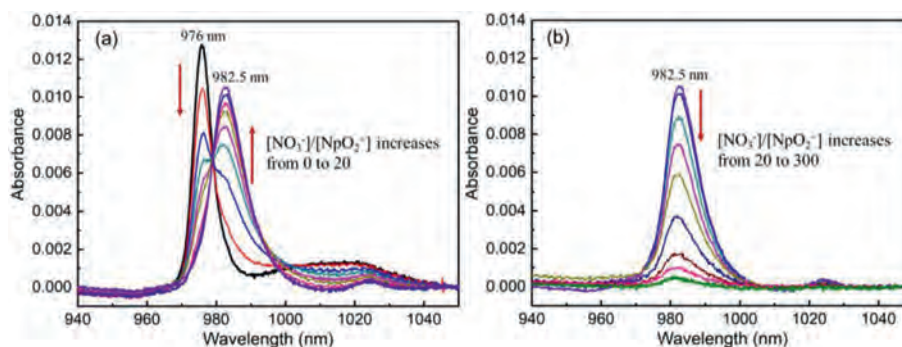 (a)
976 nm
982.5 nm
[NO₃⁻]/[NpO₂⁺] increases
from 0 to 20
Absorbance
0.014
0.012
0.010
0.008
0.006
0.004
0.002
0.000
940
960
980
1000
1020
1040
Wavelength (nm)
(b)
982.5 nm
[NO₃⁻]/[NpO₂⁺] increases
from 20 to 300
Absorbance
0.014
0.012
0.010
0.008
0.006
0.004
0.002
0.000
940
960
980
1000
1020
1040
Wavelength (nm)